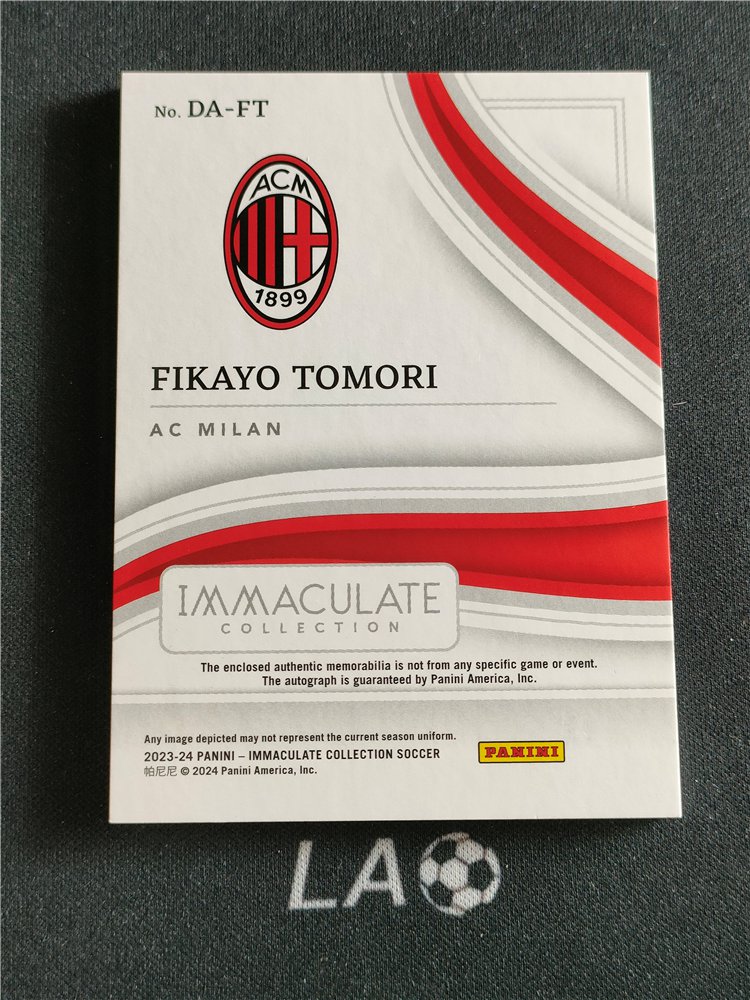 No. DA-FT
ACM
1899
FIKAYO TOMORI
AC MILAN
IMMACULATE
COLLECTION
The enclosed authentic memorabilia is not from any specific game or event.
The autograph is guaranteed by Panini America, Inc.
Any image depicted may not represent the current season uniform.
2023-24 PANINI – IMMACULATE COLLECTION SOCCER
PANINI
帕尼尼 © 2024 Panini America, Inc.
LA